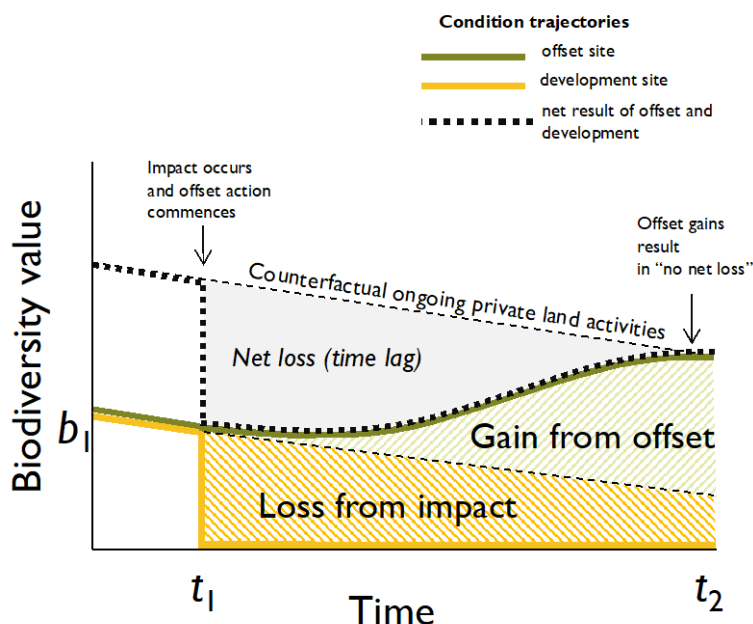 Condition trajectories
offset site
development site
net result of offset and
development
Impact occurs
and offset action
commences
Offset gains
result
in “no net loss”
Counterfactual ongoing private land activities
Net loss (time lag)
Biodiversity value
b1
Gain from offset
Loss from impact
t1
t2
Time